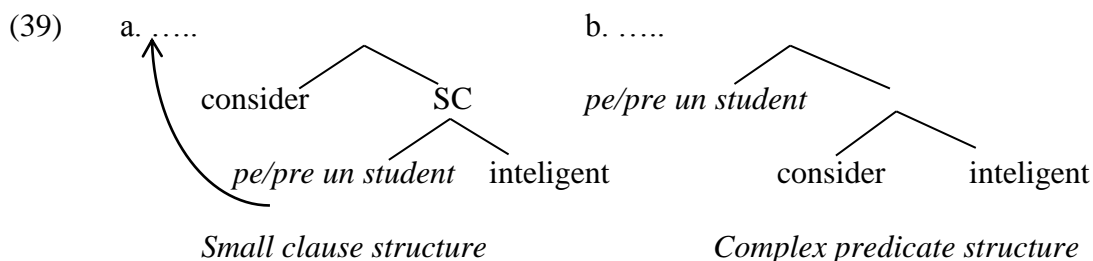 (39) a. ….. b. …..
consider SC pe/pre un student
pe/pre un student inteligent consider inteligent
Small clause structure Complex predicate structure